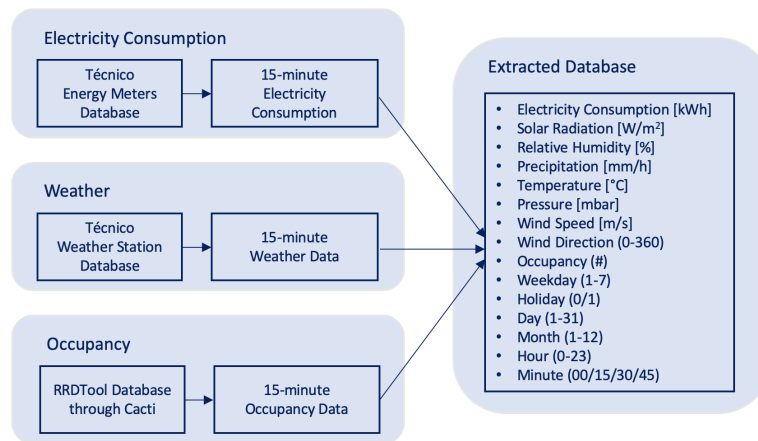 Electricity Consumption
Técnico
Energy Meters
Database
15-minute
Electricity
Consumption
Weather
Técnico
Weather Station
Database
15-minute
Weather Data
Occupancy
RRDTool Database
through Cacti
15-minute
Occupancy Data
Extracted Database
• Electricity Consumption [kWh]
• Solar Radiation [W/m²]
• Relative Humidity [%]
• Precipitation [mm/h]
• Temperature [°C]
• Pressure [mbar]
• Wind Speed [m/s]
• Wind Direction (0-360)
• Occupancy (#)
• Weekday (1-7)
• Holiday (0/1)
• Day (1-31)
• Month (1-12)
• Hour (0-23)
• Minute (00/15/30/45)